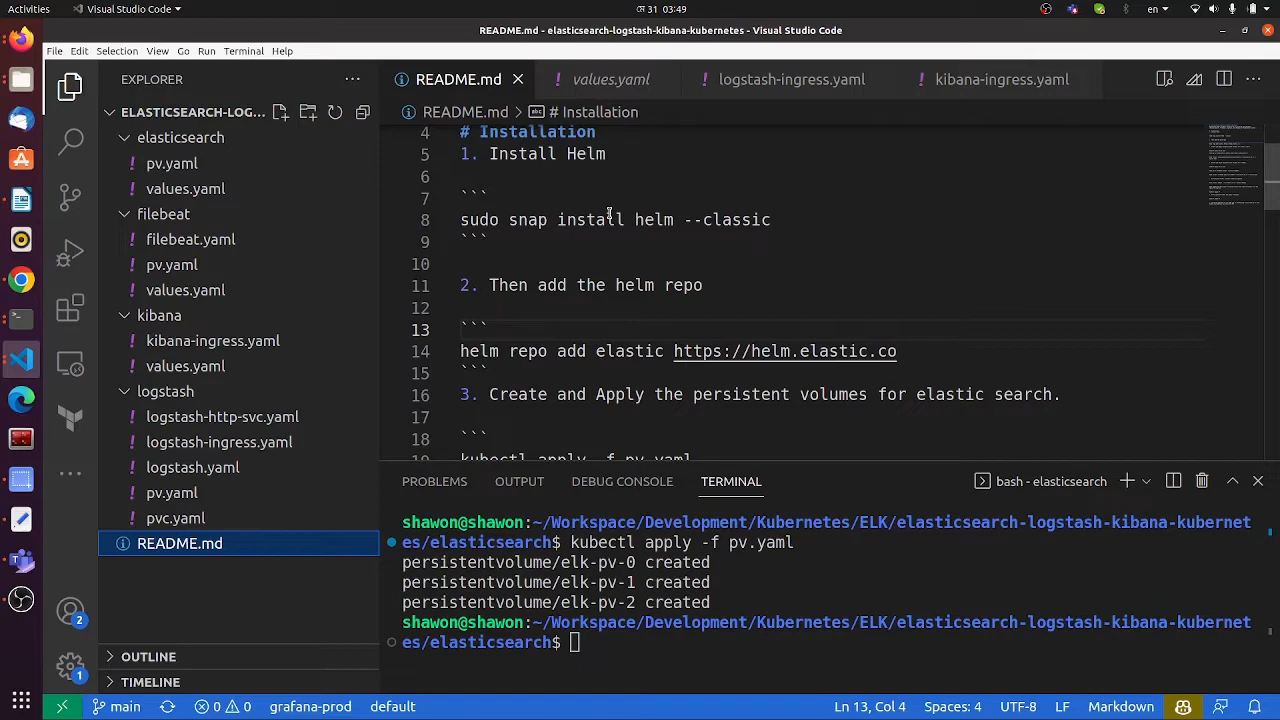 Activities
Visual Studio Code
মে 31 03:49
en
README.md - elasticsearch-logstash-kibana-kubernetes - Visual Studio Code
File Edit Selection View Go Run Terminal Help
EXPLORER
ELASTICSEARCH-LOG...
elasticsearch
! pv.yaml
! values.yaml
filebeat
! filebeat.yaml
! pv.yaml
! values.yaml
kibana
! kibana-ingress.yaml
! values.yaml
logstash
! logstash-http-svc.yaml
! logstash-ingress.yaml
! logstash.yaml
! pv.yaml
! pvc.yaml
README.md
OUTLINE
TIMELINE
2
1
README.md
! values.yaml
! logstash-ingress.yaml
! kibana-ingress.yaml
README.md > # Installation
4 # Installation
5 1. Install Helm
6
7 ```
8 sudo snap install helm --classic
9 ```
10
11 2. Then add the helm repo
12
13 ```
14 helm repo add elastic https://helm.elastic.co
15 ```
16 3. Create and Apply the persistent volumes for elastic search.
17
18 ```
19 kubectl apply -f pv.yaml
PROBLEMS OUTPUT DEBUG CONSOLE TERMINAL
bash - elasticsearch
shawon@shawon:~/Workspace/Development/Kubernetes/ELK/elasticsearch-logstash-kibana-kubernet
es/elasticsearch$ kubectl apply -f pv.yaml
persistentvolume/elk-pv-0 created
persistentvolume/elk-pv-1 created
persistentvolume/elk-pv-2 created
shawon@shawon:~/Workspace/Development/Kubernetes/ELK/elasticsearch-logstash-kibana-kubernet
es/elasticsearch$
main 0 0 grafana-prod default Ln 13, Col 4 Spaces: 4 UTF-8 LF Markdown